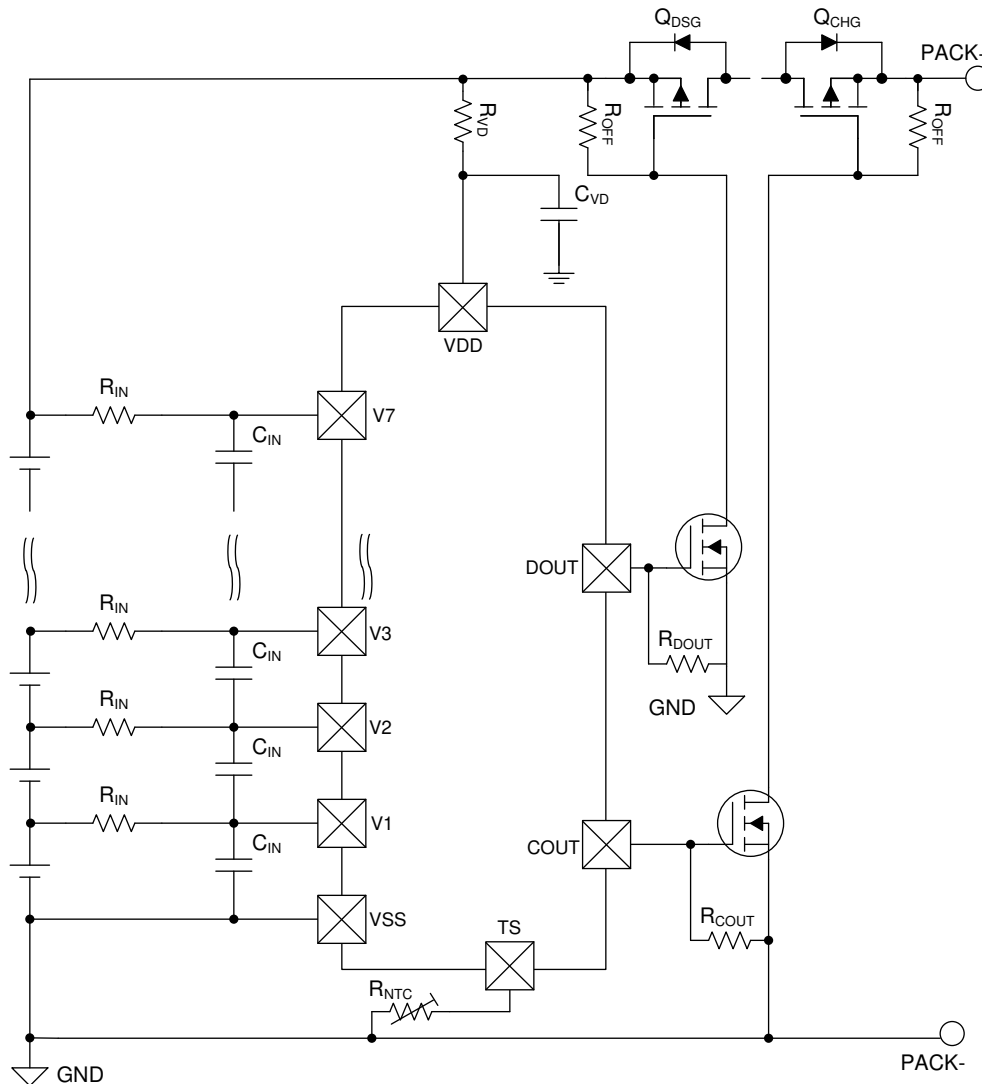 QDSG
QCHG
PACK-
RVD
ROFF
ROFF
CVD
VDD
RIN
V7
CIN
DOUT
RIN
V3
CIN
RDOUT
GND
RIN
V2
CIN
RIN
V1
CIN
COUT
VSS
TS
RCOUT
RNTC
PACK-
GND